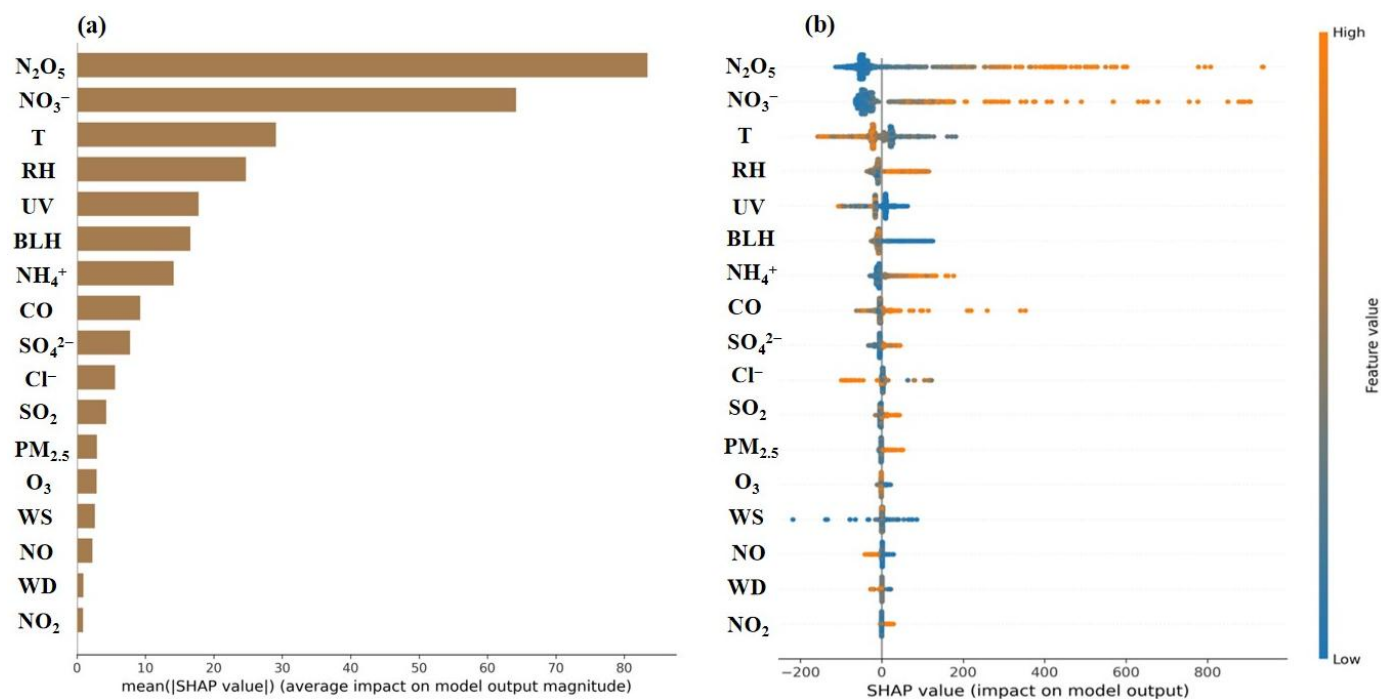 (a)
N₂O₅
NO₃⁻
T
RH
UV
BLH
NH₄⁺
CO
SO₄²⁻
Cl⁻
SO₂
PM₂.₅
O₃
WS
NO
WD
NO₂
0 10 20 30 40 50 60 70 80
mean(|SHAP value|) (average impact on model output magnitude)
(b)
N₂O₅
NO₃⁻
T
RH
UV
BLH
NH₄⁺
CO
SO₄²⁻
Cl⁻
SO₂
PM₂.₅
O₃
WS
NO
WD
NO₂
−200 0 200 400 600 800
SHAP value (impact on model output)
High
Feature value
Low